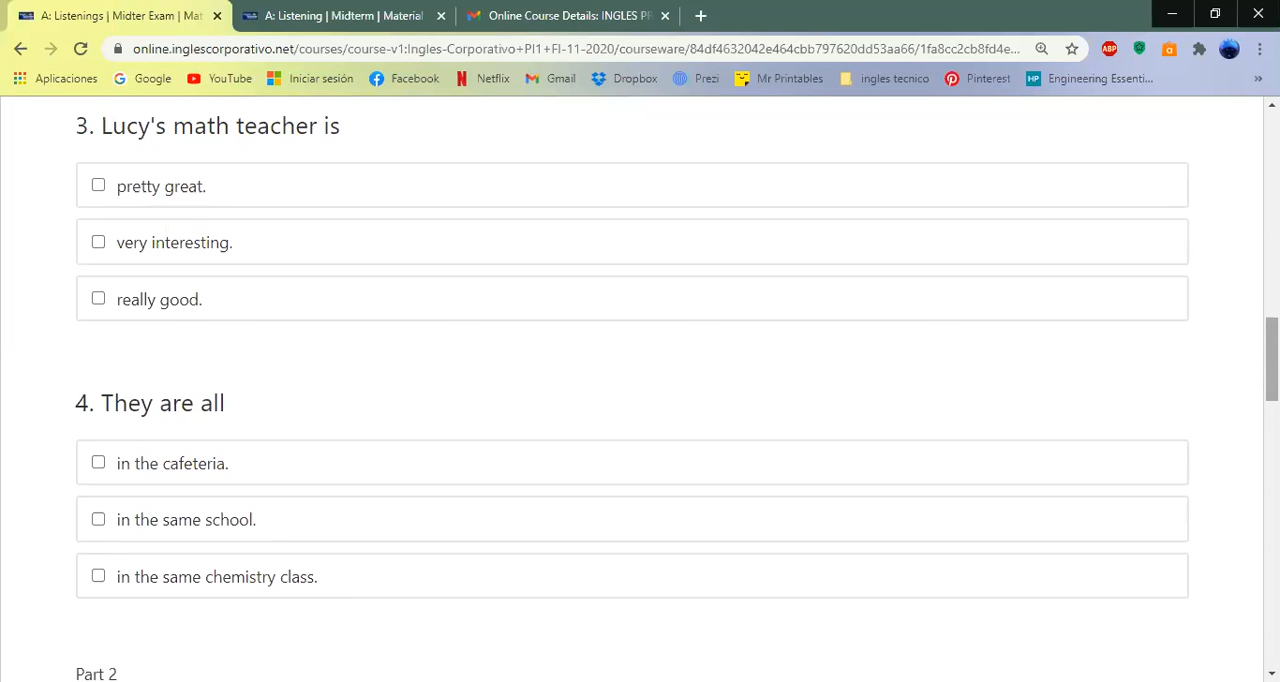 A: Listenings | Midter Exam | Mat
A: Listening | Midterm | Material
Online Course Details: INGLES PR
online.inglescorporativo.net/courses/course-v1:Ingles-Corporativo+PI1+FI-11-2020/courseware/84df4632042e464cbb797620dd53aa66/1fa8cc2cb8fd4e...
ABP
a
Aplicaciones
Google
YouTube
Iniciar sesión
Facebook
Netflix
Gmail
Dropbox
Prezi
Mr Printables
ingles tecnico
Pinterest
HP
Engineering Essenti...
»
3. Lucy's math teacher is
pretty great.
very interesting.
really good.
4. They are all
in the cafeteria.
in the same school.
in the same chemistry class.
Part 2